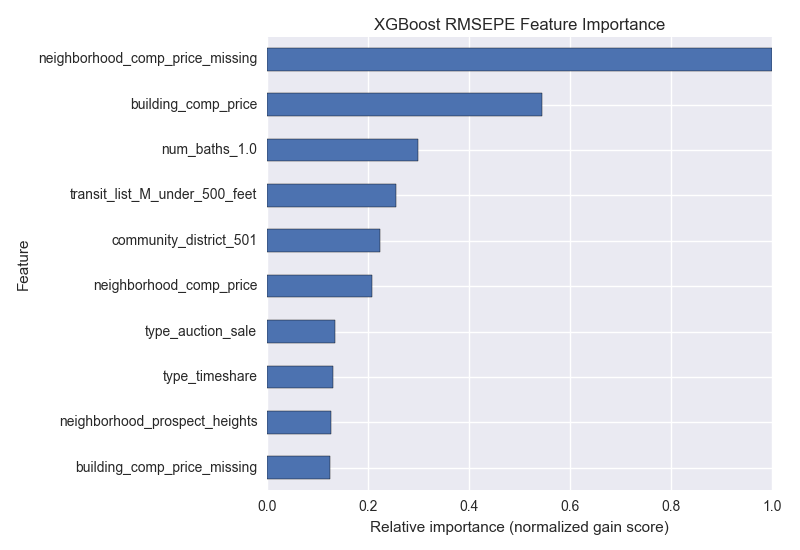 XGBoost RMSEPE Feature Importance
neighborhood_comp_price_missing
building_comp_price
num_baths_1.0
transit_list_M_under_500_feet
community_district_501
neighborhood_comp_price
type_auction_sale
type_timeshare
neighborhood_prospect_heights
building_comp_price_missing
Feature
0.0 0.2 0.4 0.6 0.8 1.0
Relative importance (normalized gain score)